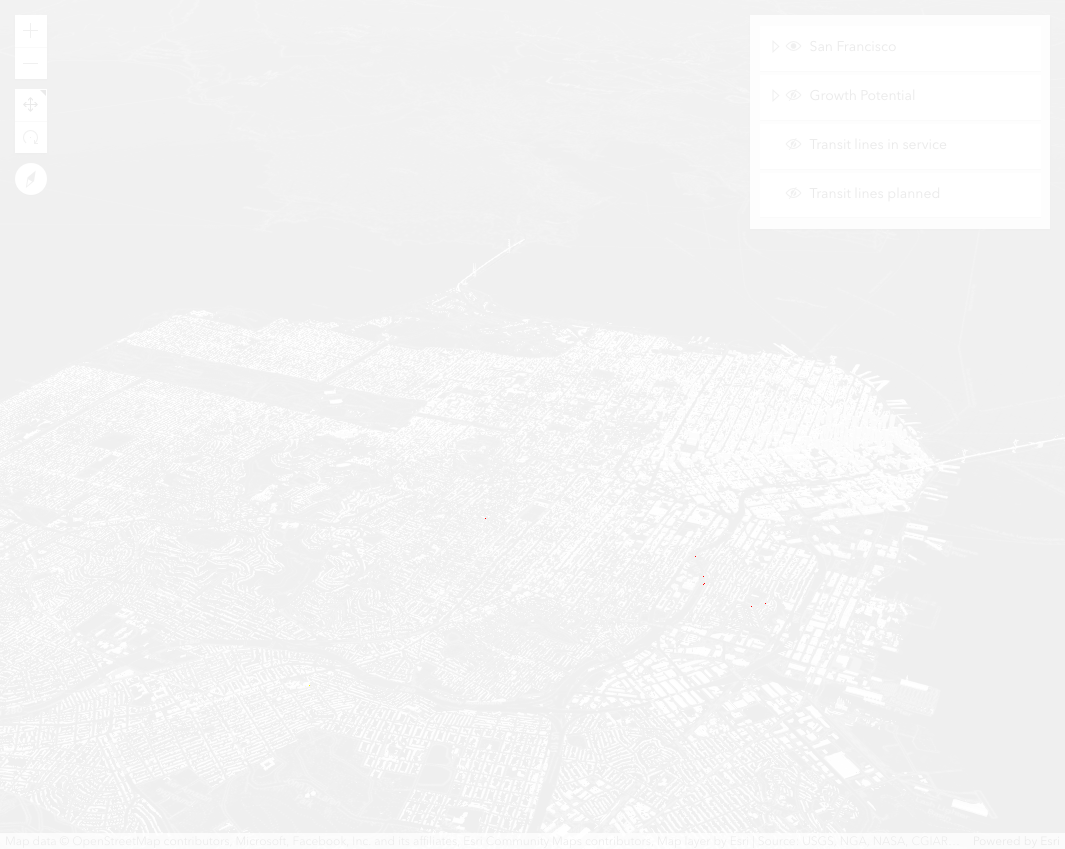 San Francisco
Growth Potential
Transit lines in service
Transit lines planned
Map data © OpenStreetMap contributors, Microsoft, Facebook, Inc. and its affiliates, Esri Community Maps contributors, Map layer by Esri | Source: USGS, NGA, NASA, CGIAR, Powered by Esri